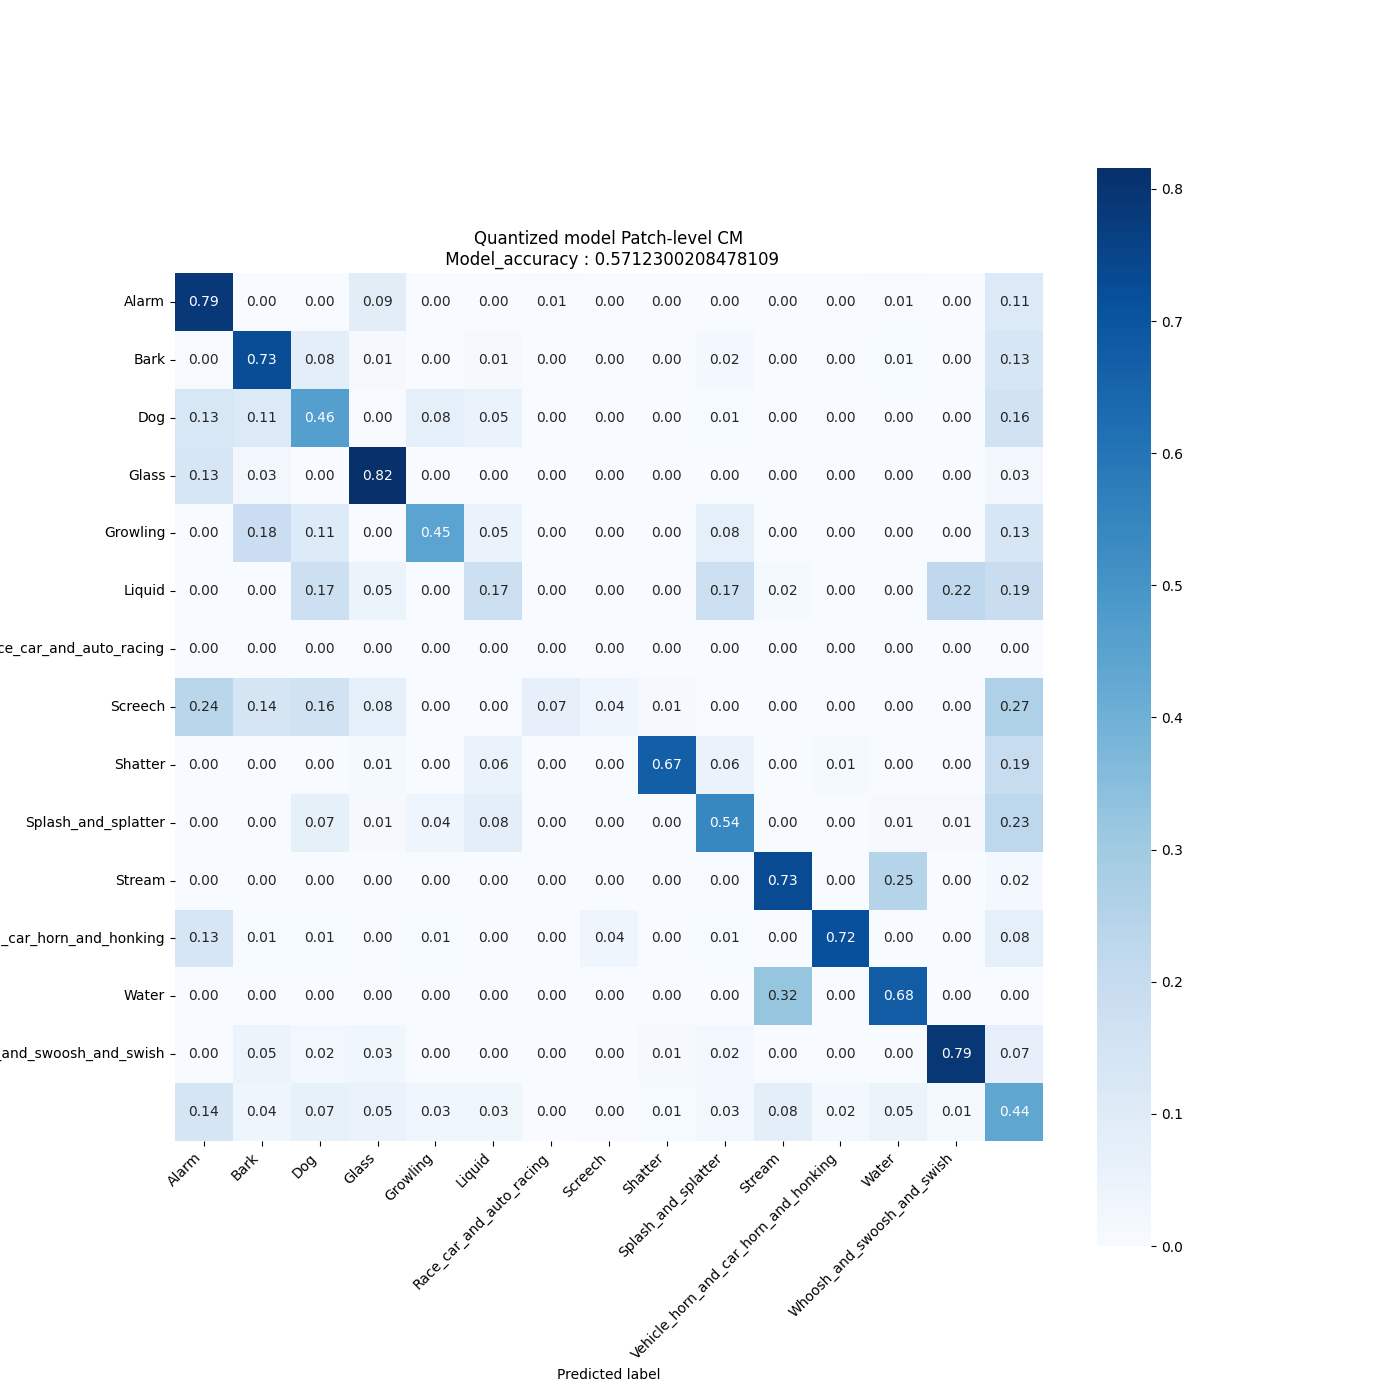 Quantized model Patch-level CM
Model_accuracy : 0.5712300208478109
Alarm 0.79 0.00 0.00 0.09 0.00 0.00 0.01 0.00 0.00 0.00 0.00 0.00 0.01 0.00 0.11
Bark 0.00 0.73 0.08 0.01 0.00 0.01 0.00 0.00 0.00 0.02 0.00 0.00 0.01 0.00 0.13
Dog 0.13 0.11 0.46 0.00 0.08 0.05 0.00 0.00 0.00 0.01 0.00 0.00 0.00 0.00 0.16
Glass 0.13 0.03 0.00 0.82 0.00 0.00 0.00 0.00 0.00 0.00 0.00 0.00 0.00 0.00 0.03
Growling 0.00 0.18 0.11 0.00 0.45 0.05 0.00 0.00 0.00 0.08 0.00 0.00 0.00 0.00 0.13
Liquid 0.00 0.00 0.17 0.05 0.00 0.17 0.00 0.00 0.00 0.17 0.02 0.00 0.00 0.22 0.19
ce_car_and_auto_racing 0.00 0.00 0.00 0.00 0.00 0.00 0.00 0.00 0.00 0.00 0.00 0.00 0.00 0.00 0.00
Screech 0.24 0.14 0.16 0.08 0.00 0.00 0.07 0.04 0.01 0.00 0.00 0.00 0.00 0.00 0.27
Shatter 0.00 0.00 0.00 0.01 0.00 0.06 0.00 0.00 0.67 0.06 0.00 0.01 0.00 0.00 0.19
Splash_and_splatter 0.00 0.00 0.07 0.01 0.04 0.08 0.00 0.00 0.00 0.54 0.00 0.00 0.01 0.01 0.23
Stream 0.00 0.00 0.00 0.00 0.00 0.00 0.00 0.00 0.00 0.00 0.73 0.00 0.25 0.00 0.02
_car_horn_and_honking 0.13 0.01 0.01 0.00 0.01 0.00 0.00 0.04 0.00 0.01 0.00 0.72 0.00 0.00 0.08
Water 0.00 0.00 0.00 0.00 0.00 0.00 0.00 0.00 0.00 0.00 0.32 0.00 0.68 0.00 0.00
_and_swoosh_and_swish 0.00 0.05 0.02 0.03 0.00 0.00 0.00 0.00 0.01 0.02 0.00 0.00 0.00 0.79 0.07
0.14 0.04 0.07 0.05 0.03 0.03 0.00 0.00 0.01 0.03 0.08 0.02 0.05 0.01 0.44
Alarm
Bark
Dog
Glass
Growling
Liquid
Race_car_and_auto_racing
Screech
Shatter
Splash_and_splatter
Stream
Vehicle_horn_and_car_horn_and_honking
Water
Whoosh_and_swoosh_and_swish
Predicted label
0.8
0.7
0.6
0.5
0.4
0.3
0.2
0.1
0.0